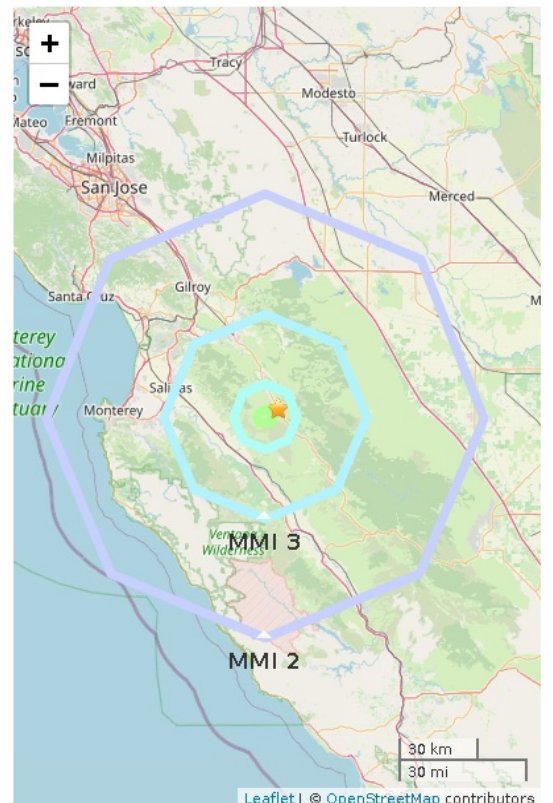 +
Tracy
−
Modesto
Fremont
Turlock
Milpitas
San Jose
Merced
Gilroy
Santa Cruz
Salinas
Monterey
Ventana
Wilderness
MMI 3
MMI 2
30 km
30 mi
Leaflet | © OpenStreetMap contributors